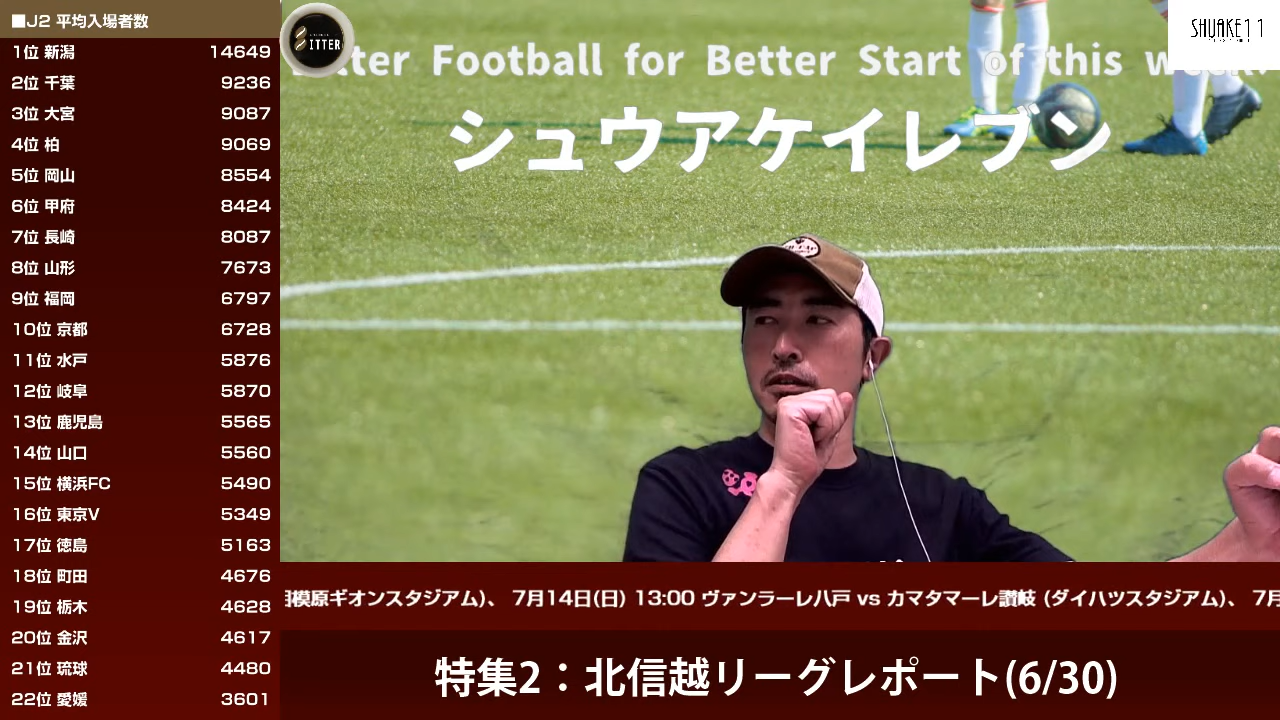 ■J2 平均入場者数
1位 新潟 14649
2位 千葉 9236
3位 大宮 9087
4位 柏 9069
5位 岡山 8554
6位 甲府 8424
7位 長崎 8087
8位 山形 7673
9位 福岡 6797
10位 京都 6728
11位 水戸 5876
12位 岐阜 5870
13位 鹿児島 5565
14位 山口 5560
15位 横浜FC 5490
16位 東京V 5349
17位 徳島 5163
18位 町田 4676
19位 栃木 4628
20位 金沢 4617
21位 琉球 4480
22位 愛媛 3601
SITTER
SHUAKE11
Football for Better Start of this
シュウアケイレブン
模原ギオンスタジアム)、 7月14日(日) 13:00 ヴァンラーレ八戸 vs カマタマーレ讃岐 (ダイハツスタジアム)、 7月
特集2：北信越リーグレポート(6/30)